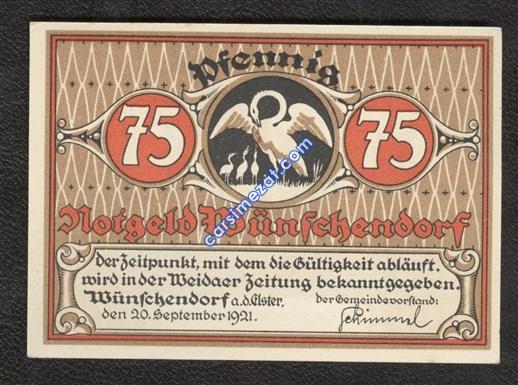 Pfennig
75 75
Notgeld Wünschendorf
carsimezat.com
der Zeitpunkt, mit dem die Gültigkeit abläuft.
wird in der Weidaer Zeitung bekanntgegeben.
Wünschendorf a.d.Elster. der Gemeindevorstand:
den 20. September 1921. Schimmel